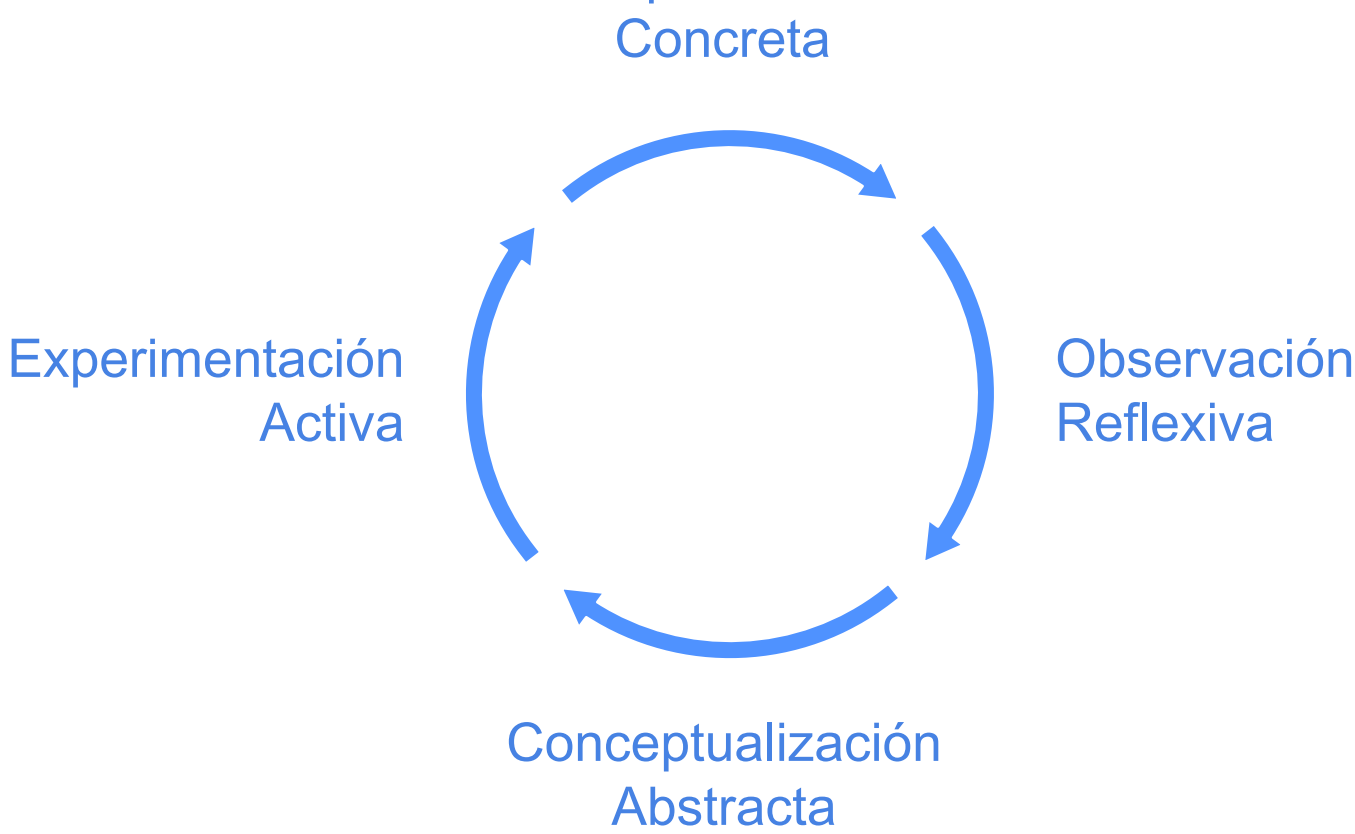 Concreta
Experimentación
Activa
Observación
Reflexiva
Conceptualización
Abstracta